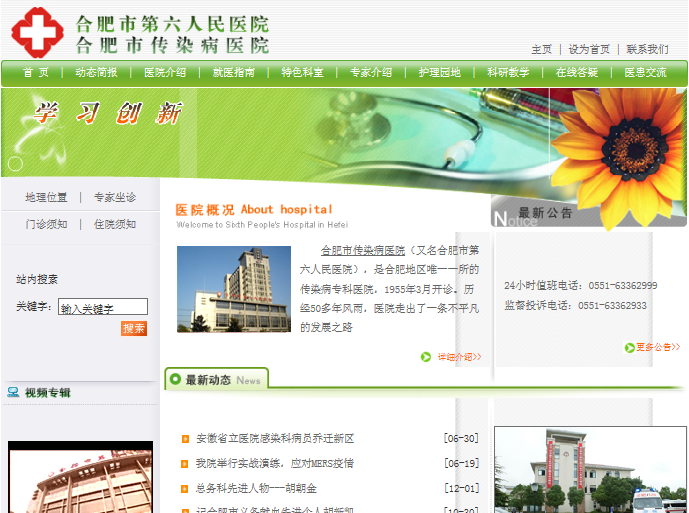 合肥市第六人民医院
合肥市传染病医院
主页 | 设为首页 | 联系我们
首 页 | 动态简报 | 医院介绍 | 就医指南 | 特色科室 | 专家介绍 | 护理园地 | 科研教学 | 在线答疑 | 医患交流
学习创新
地理位置 | 专家坐诊
门诊须知 | 住院须知
站内搜索
关键字： 输入关键字
搜索
视频专辑
医院概况 About hospital
Welcome to Sixth People's Hospital in Hefei
合肥市传染病医院（又名合肥市第
六人民医院），是合肥地区唯一一所的
传染病专科医院，1955年3月开诊。历
经50多年风雨，医院走出了一条不平凡
的发展之路
详细介绍>>
最新公告
Notice
24小时值班电话：0551-63362999
监督投诉电话：0551-63362933
更多公告>>
最新动态 News
安徽省立医院感染科病员乔迁新区 [06-30]
我院举行实战演练，应对MERS疫情 [06-19]
总务科先进人物---胡朝金 [12-01]